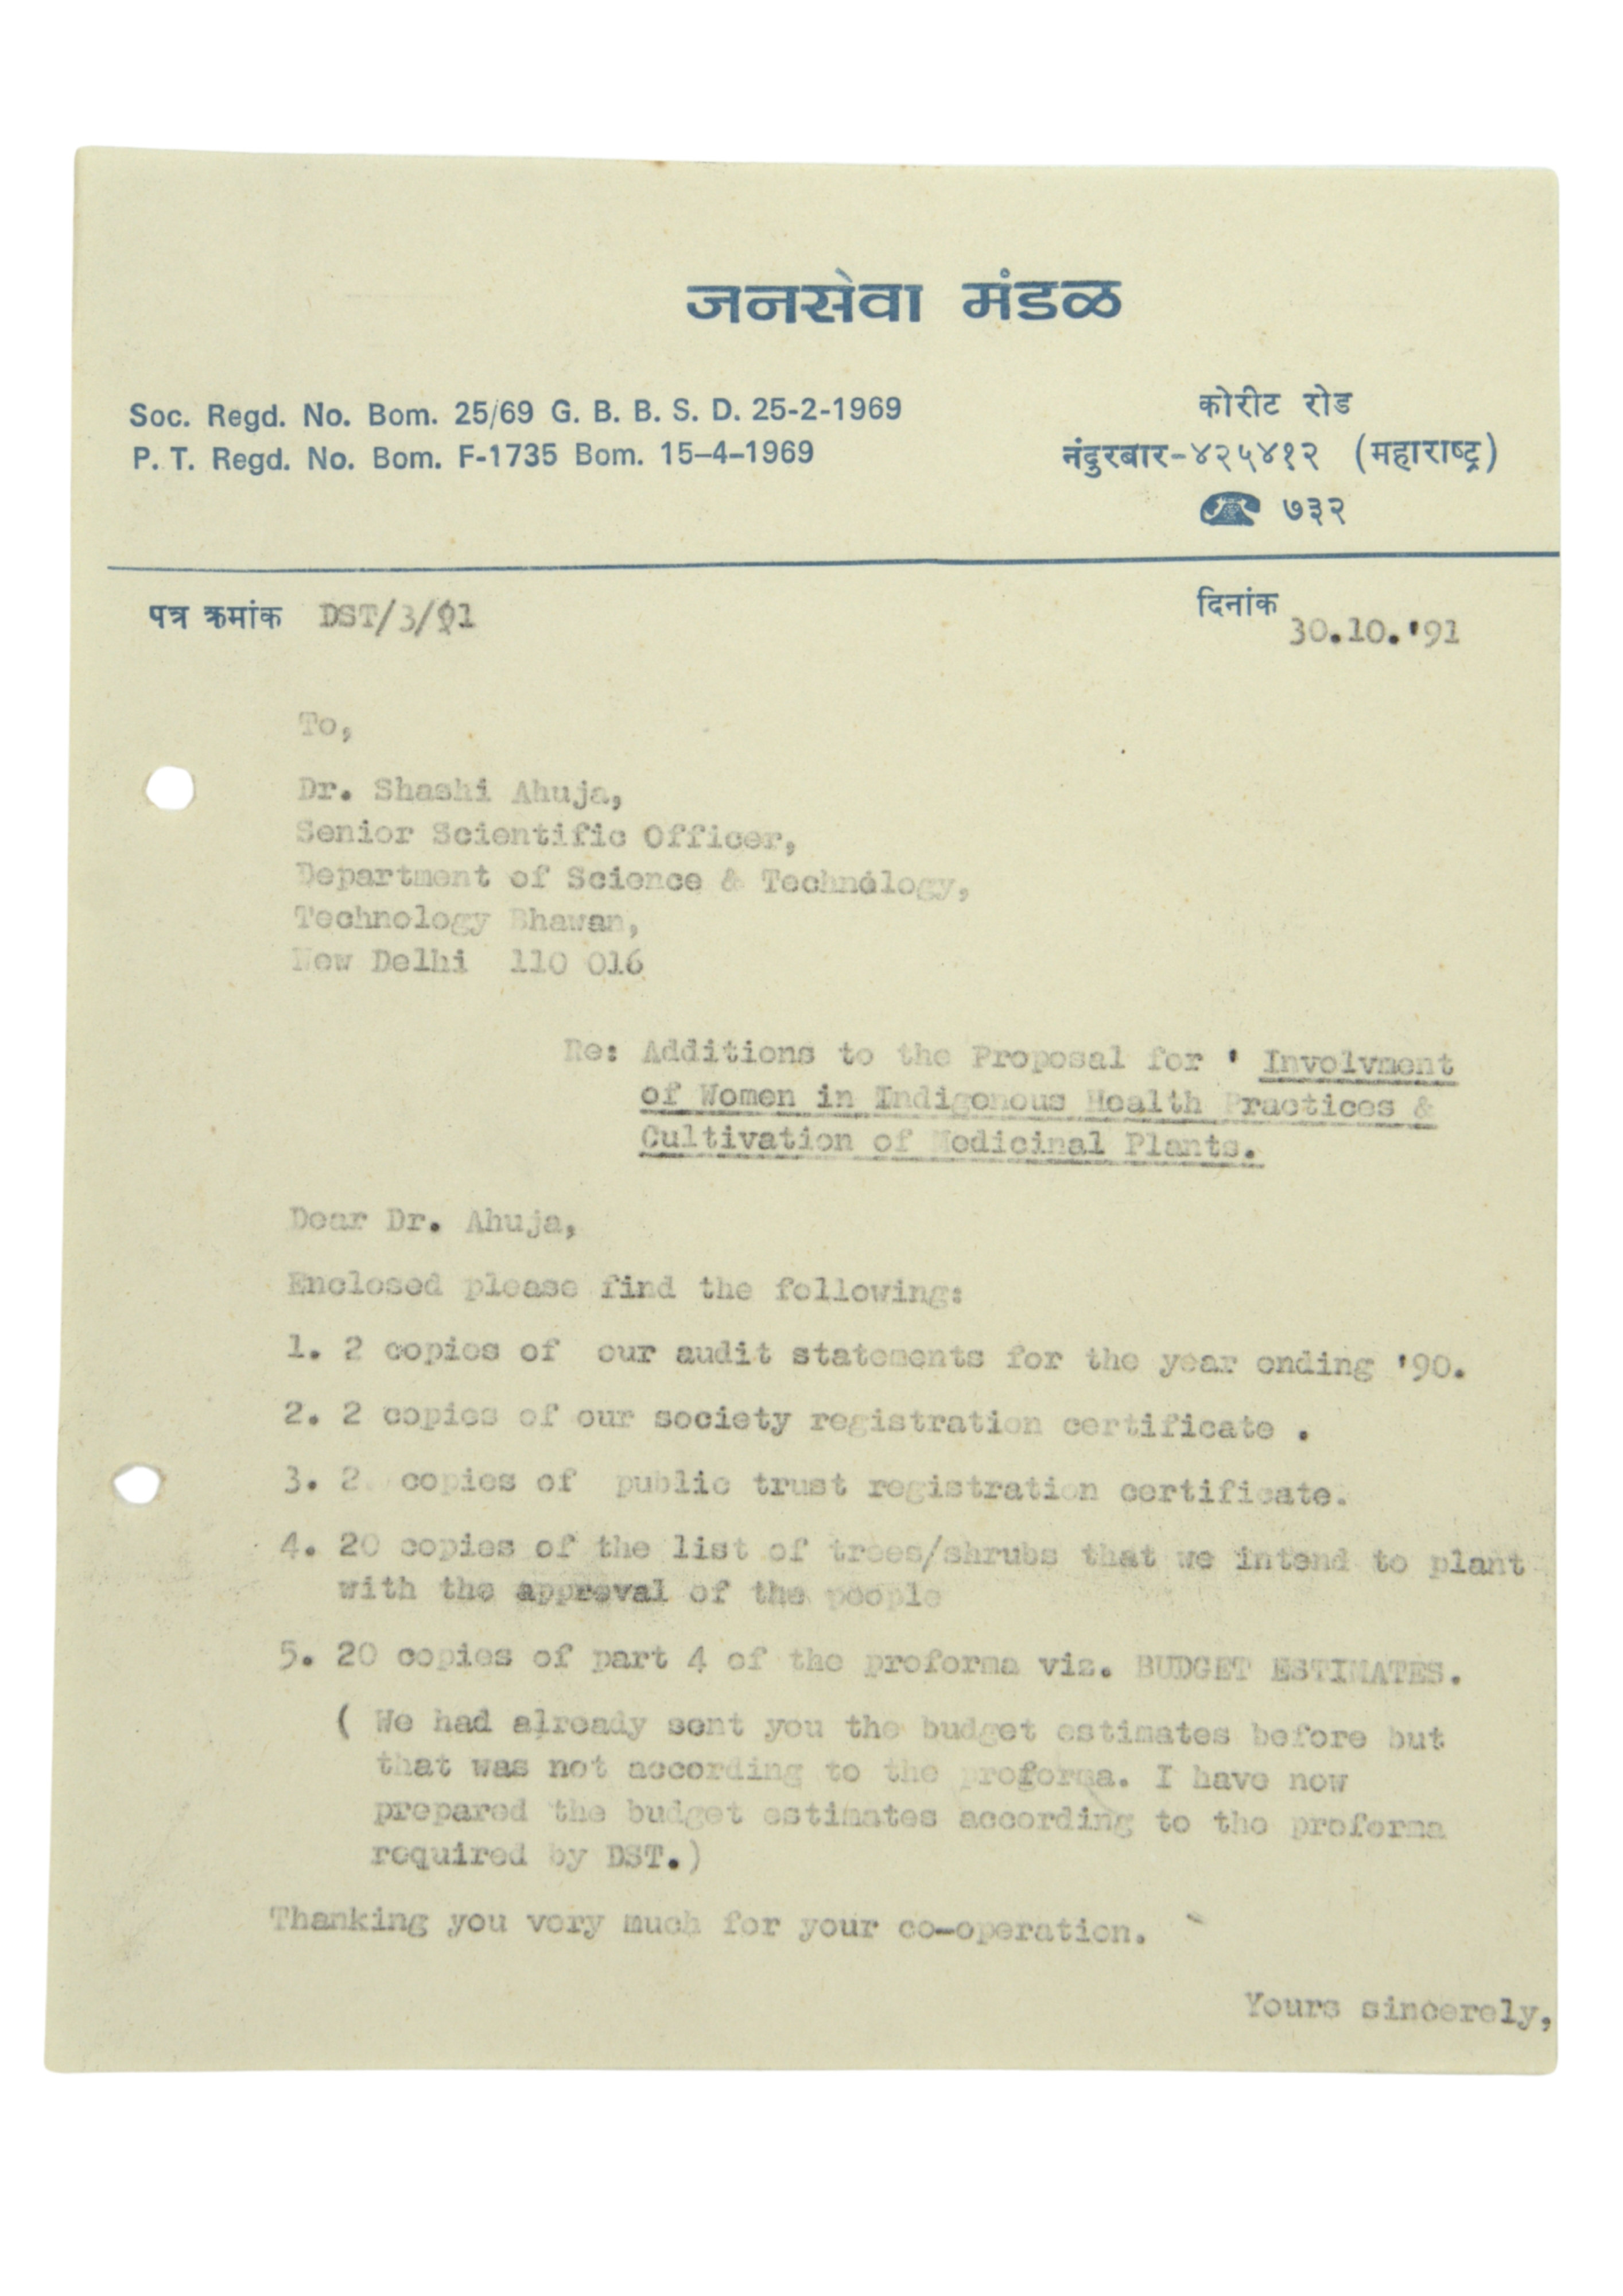 जनसेवा मंडळ
Soc. Regd. No. Bom. 25/69 G. B. B. S. D. 25-2-1969
P. T. Regd. No. Bom. F-1735 Bom. 15-4-1969
कोरीट रोड
नंदुरबार-४२५४१२ (महाराष्ट्र)
७३२
पत्र क्रमांक DST/3/91
दिनांक 30.10.'91
To,
Dr. Shashi Ahuja,
Senior Scientific Officer,
Department of Science & Technology,
Technology Bhawan,
New Delhi 110 016
Re: Additions to the Proposal for ' Involvment
of Women in Indigenous Health Practices &
Cultivation of Medicinal Plants.
Dear Dr. Ahuja,
Enclosed please find the following:
1. 2 copies of our audit statements for the year ending '90.
2. 2 copies of our society registration certificate .
3. 2 copies of public trust registration certificate.
4. 20 copies of the list of trees/shrubs that we intend to plant
with the approval of the people
5. 20 copies of part 4 of the proforma viz. BUDGET ESTIMATES.
( We had already sent you the budget estimates before but
that was not according to the proforma. I have now
prepared the budget estimates according to the proforma
required by DST.)
Thanking you very much for your co-operation.
Yours sincerely,